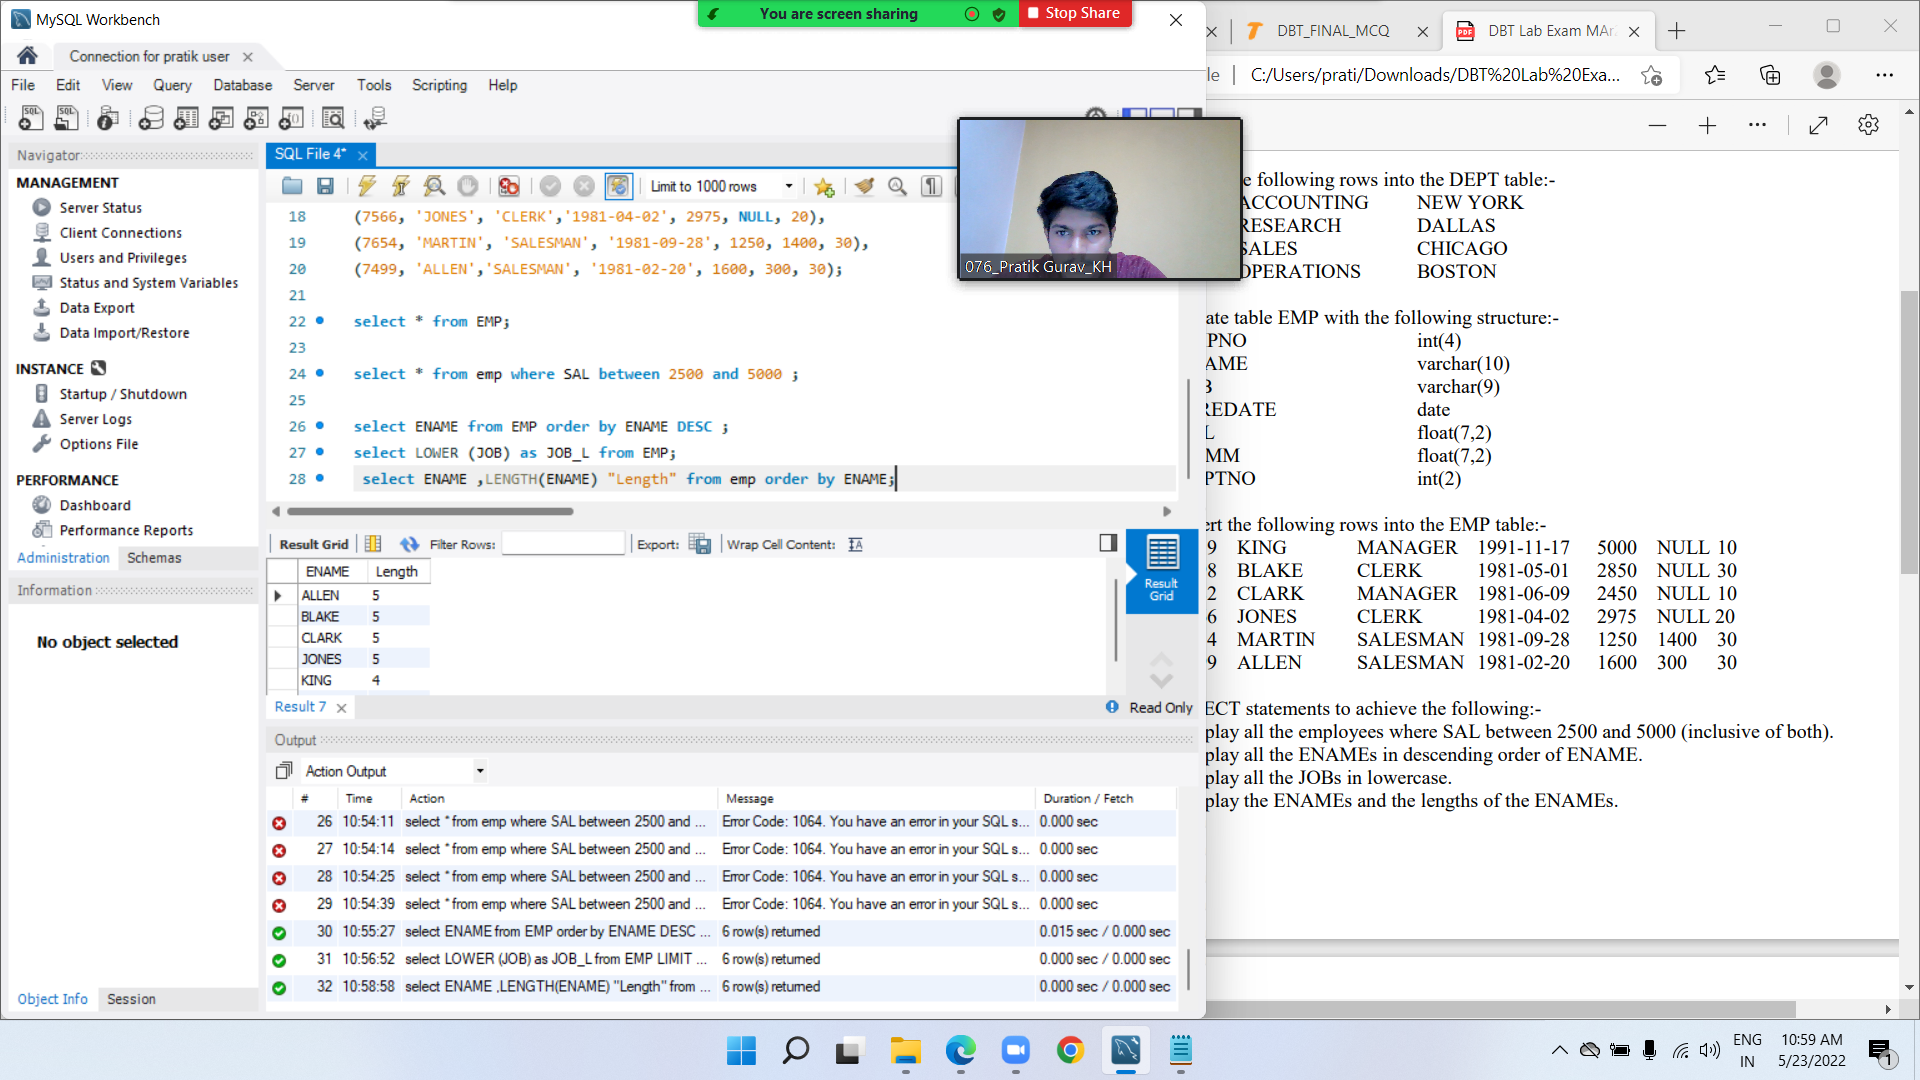 MySQL Workbench
You are screen sharing
Stop Share
Connection for pratik user
File Edit View Query Database Server Tools Scripting Help
Navigator
MANAGEMENT
Server Status
Client Connections
Users and Privileges
Status and System Variables
Data Export
Data Import/Restore
INSTANCE
Startup / Shutdown
Server Logs
Options File
PERFORMANCE
Dashboard
Performance Reports
Administration Schemas
Information
No object selected
Object Info Session
SQL File 4*
Limit to 1000 rows
18 (7566, 'JONES', 'CLERK','1981-04-02', 2975, NULL, 20),
19 (7654, 'MARTIN', 'SALESMAN', '1981-09-28', 1250, 1400, 30),
20 (7499, 'ALLEN','SALESMAN', '1981-02-20', 1600, 300, 30);
21
22 select * from EMP;
23
24 select * from emp where SAL between 2500 and 5000 ;
25
26 select ENAME from EMP order by ENAME DESC ;
27 select LOWER (JOB) as JOB_L from EMP;
28 select ENAME ,LENGTH(ENAME) "Length" from emp order by ENAME;
Result Grid Filter Rows: Export: Wrap Cell Content:
ENAME Length
ALLEN 5
BLAKE 5
CLARK 5
JONES 5
KING 4
Result Grid
Result 7
Read Only
Output
Action Output
# Time Action Message Duration / Fetch
26 10:54:11 select * from emp where SAL between 2500 and ... Error Code: 1064. You have an error in your SQL s... 0.000 sec
27 10:54:14 select * from emp where SAL between 2500 and ... Error Code: 1064. You have an error in your SQL s... 0.000 sec
28 10:54:25 select * from emp where SAL between 2500 and ... Error Code: 1064. You have an error in your SQL s... 0.000 sec
29 10:54:39 select * from emp where SAL between 2500 and ... Error Code: 1064. You have an error in your SQL s... 0.000 sec
30 10:55:27 select ENAME from EMP order by ENAME DESC ... 6 row(s) returned 0.015 sec / 0.000 sec
31 10:56:52 select LOWER (JOB) as JOB_L from EMP LIMIT ... 6 row(s) returned 0.000 sec / 0.000 sec
32 10:58:58 select ENAME ,LENGTH(ENAME) "Length" from ... 6 row(s) returned 0.000 sec / 0.000 sec
076_Pratik Gurav_KH
DBT_FINAL_MCQ
DBT Lab Exam MAr
le C:/Users/prati/Downloads/DBT%20Lab%20Exa...
e following rows into the DEPT table:-
ACCOUNTING NEW YORK
RESEARCH DALLAS
SALES CHICAGO
OPERATIONS BOSTON
ate table EMP with the following structure:-
PNO int(4)
AME varchar(10)
B varchar(9)
REDATE date
L float(7,2)
MM float(7,2)
PTNO int(2)
ert the following rows into the EMP table:-
9 KING MANAGER 1991-11-17 5000 NULL 10
8 BLAKE CLERK 1981-05-01 2850 NULL 30
2 CLARK MANAGER 1981-06-09 2450 NULL 10
6 JONES CLERK 1981-04-02 2975 NULL 20
4 MARTIN SALESMAN 1981-09-28 1250 1400 30
9 ALLEN SALESMAN 1981-02-20 1600 300 30
ECT statements to achieve the following:-
play all the employees where SAL between 2500 and 5000 (inclusive of both).
play all the ENAMEs in descending order of ENAME.
play all the JOBs in lowercase.
play the ENAMEs and the lengths of the ENAMEs.
ENG
IN
10:59 AM
5/23/2022
1